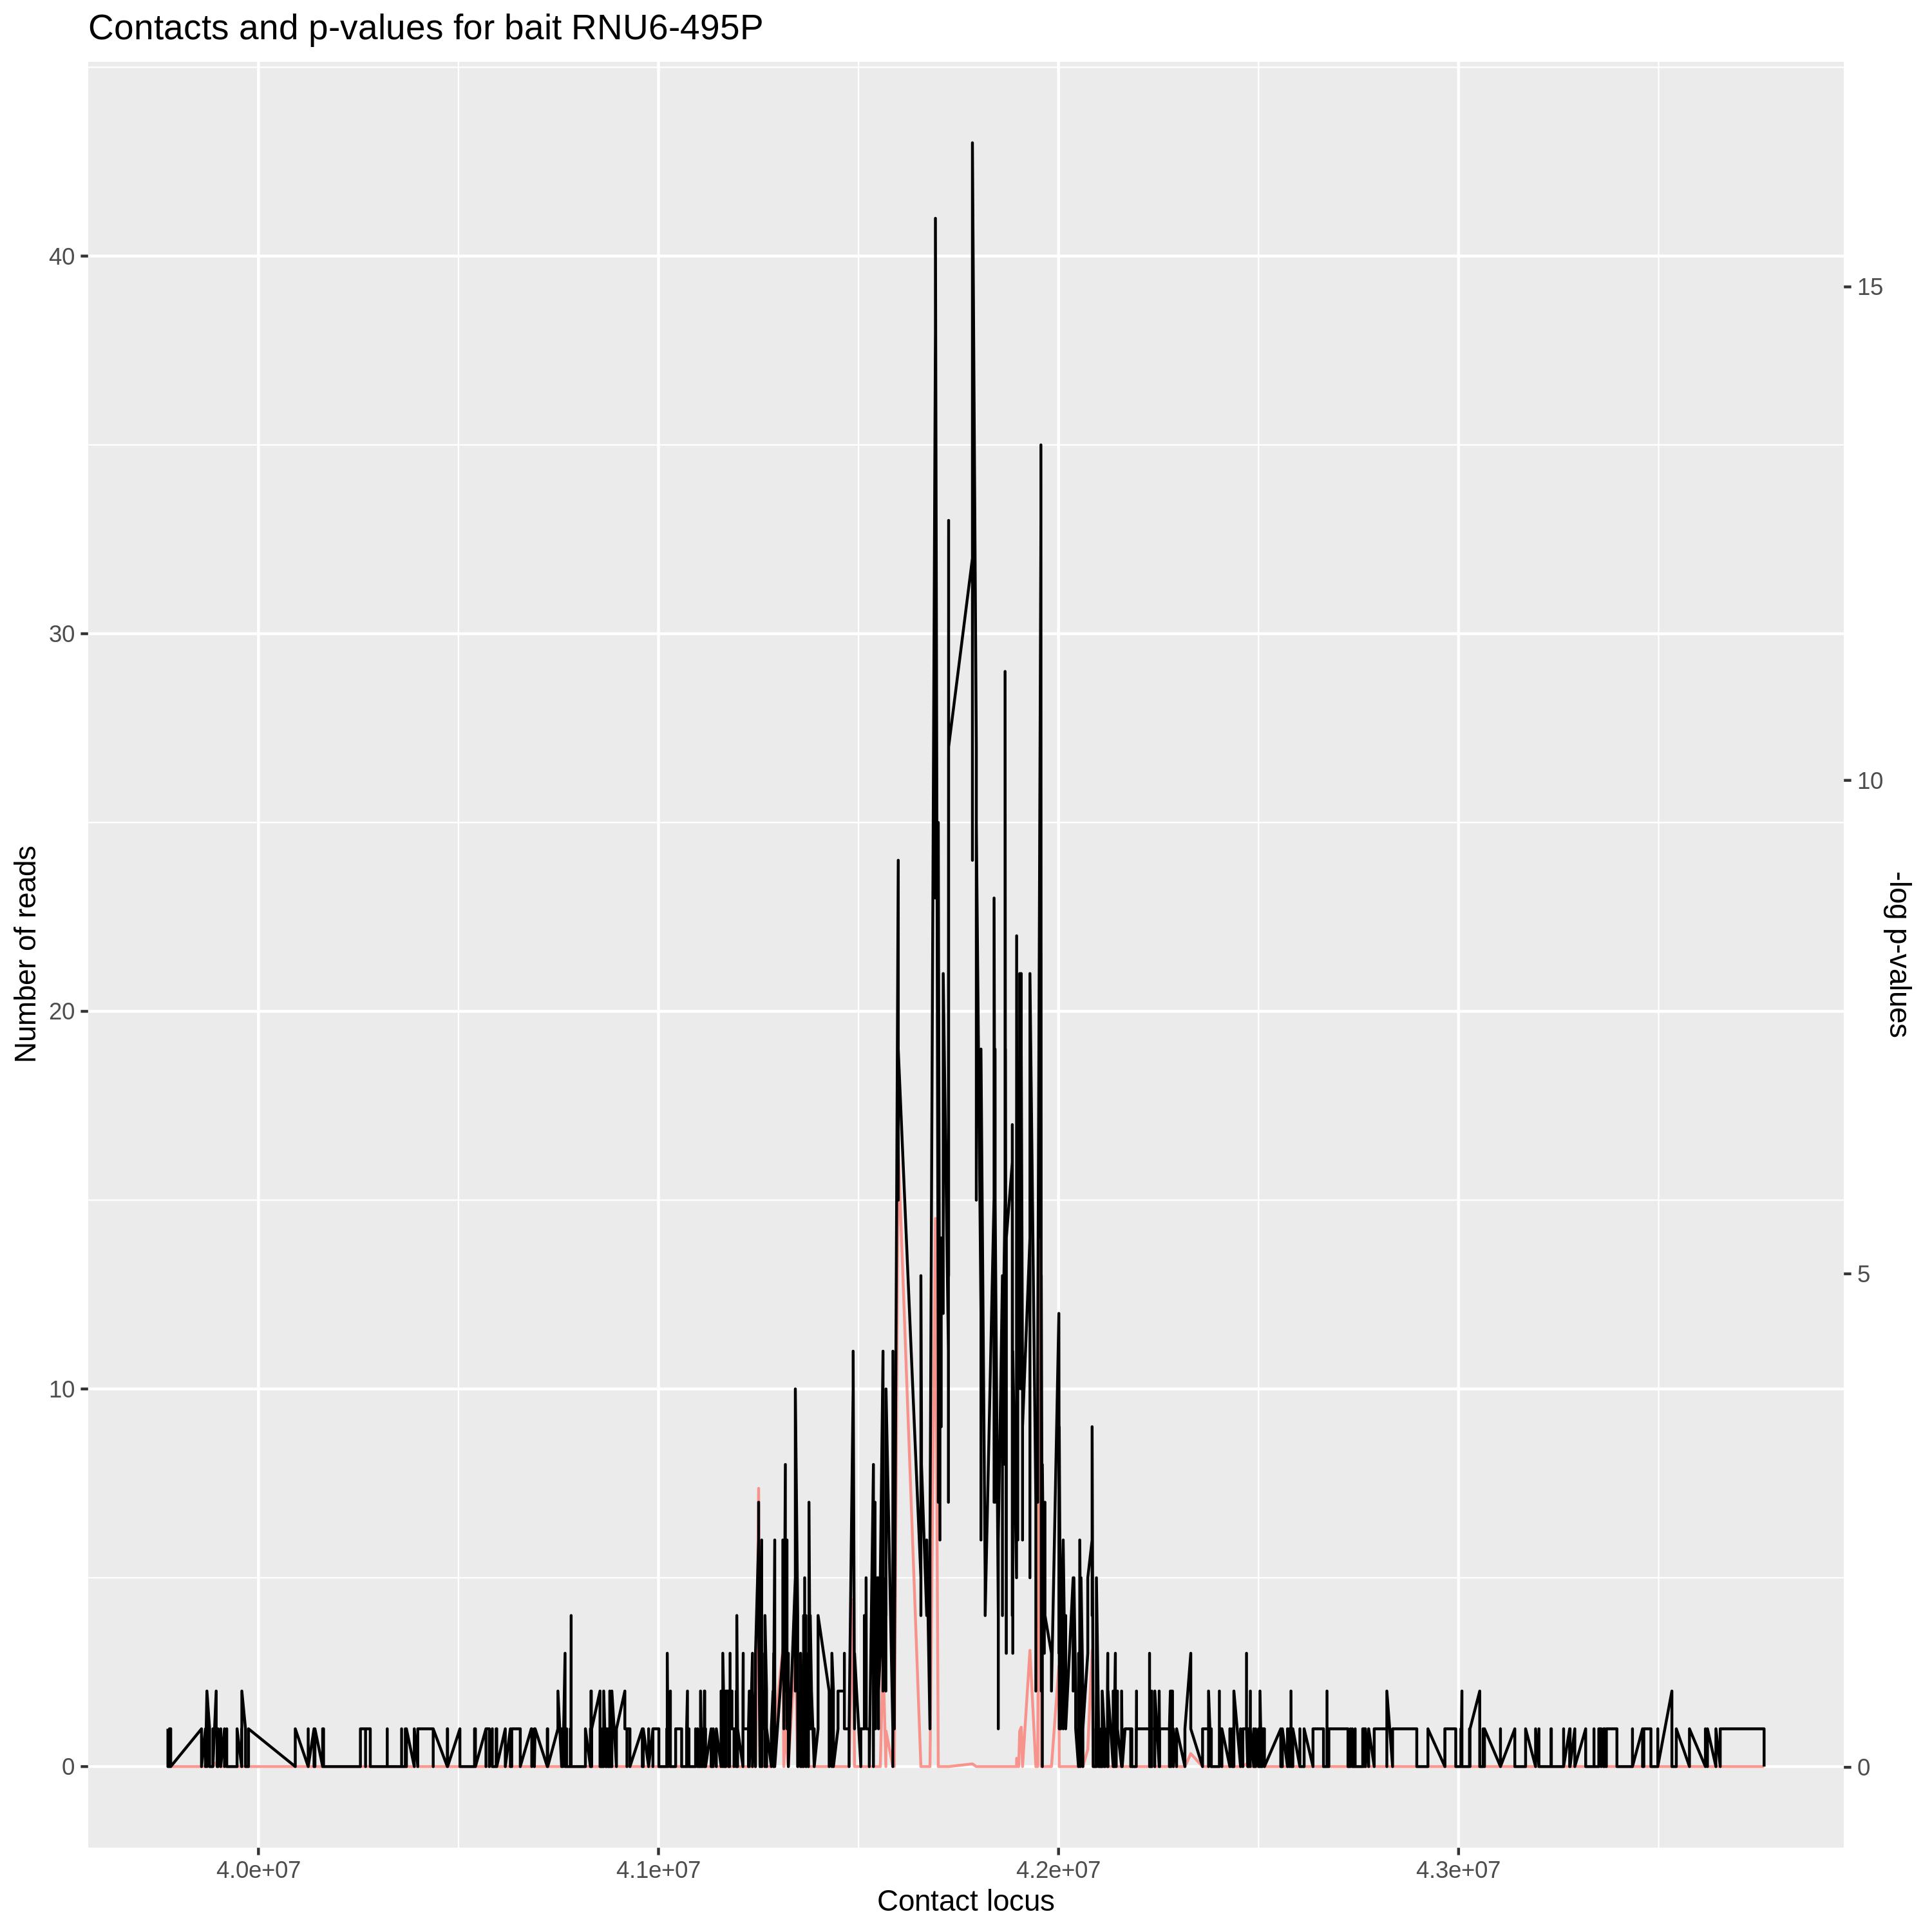 Contacts and p-values for bait RNU6-495P
40
30
20
10
0
Number of reads
15
10
5
0
-log p-values
4.0e+07
4.1e+07
4.2e+07
4.3e+07
Contact locus